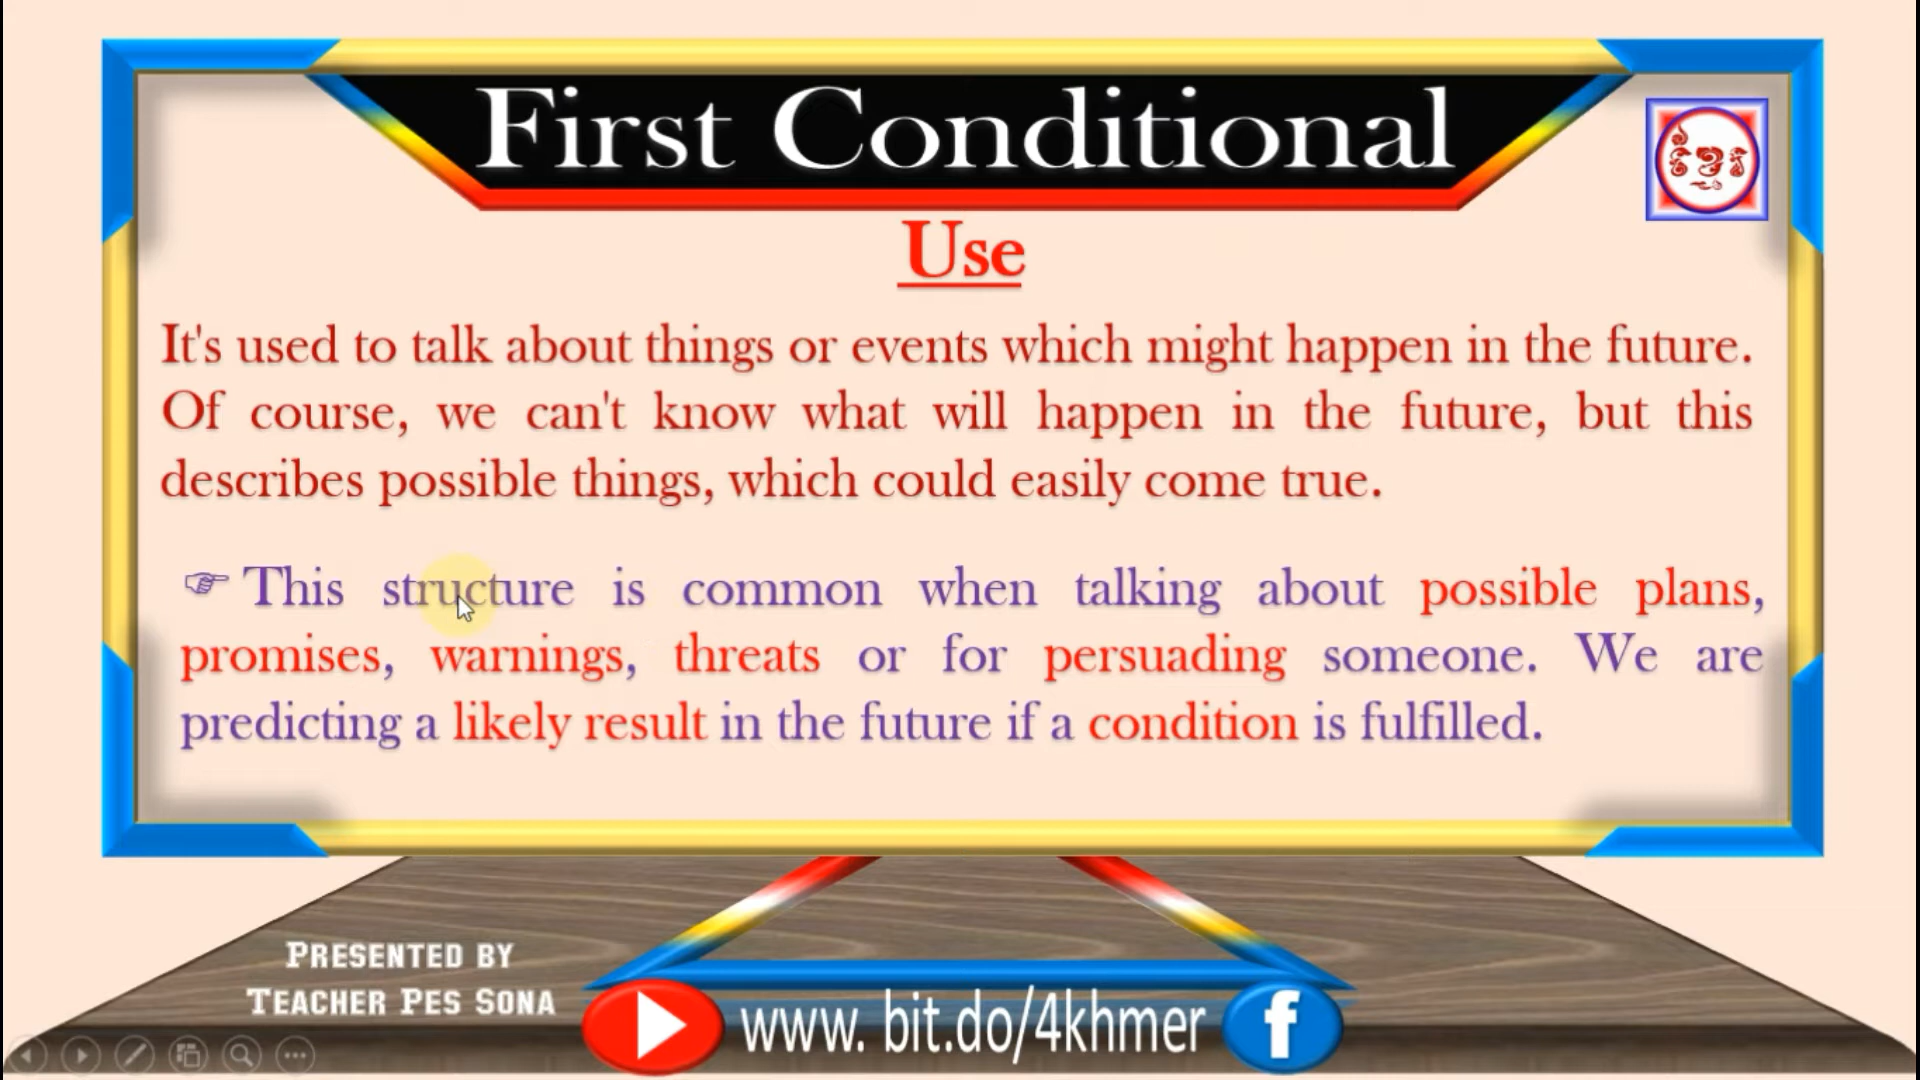 First Conditional
Use
It's used to talk about things or events which might happen in the future.
Of course, we can't know what will happen in the future, but this
describes possible things, which could easily come true.
☞ This structure is common when talking about possible plans,
promises, warnings, threats or for persuading someone. We are
predicting a likely result in the future if a condition is fulfilled.
PRESENTED BY
TEACHER PES SONA
www. bit.do/4khmer